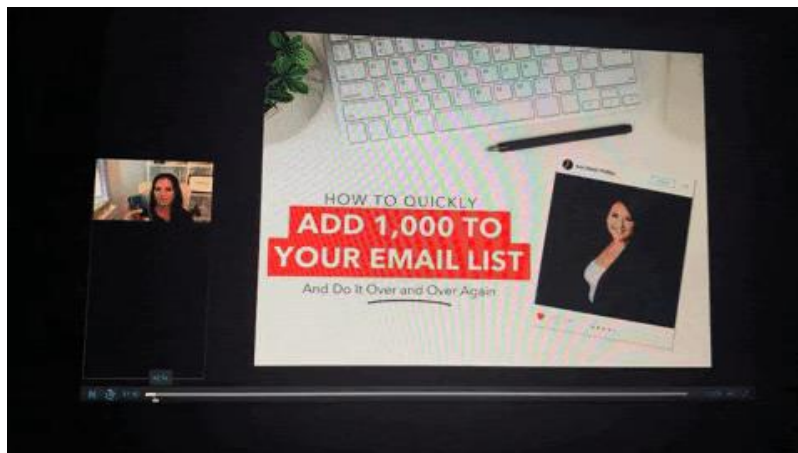 HOW TO QUICKLY
ADD 1,000 TO
YOUR EMAIL LIST
And Do It Over and Over Again